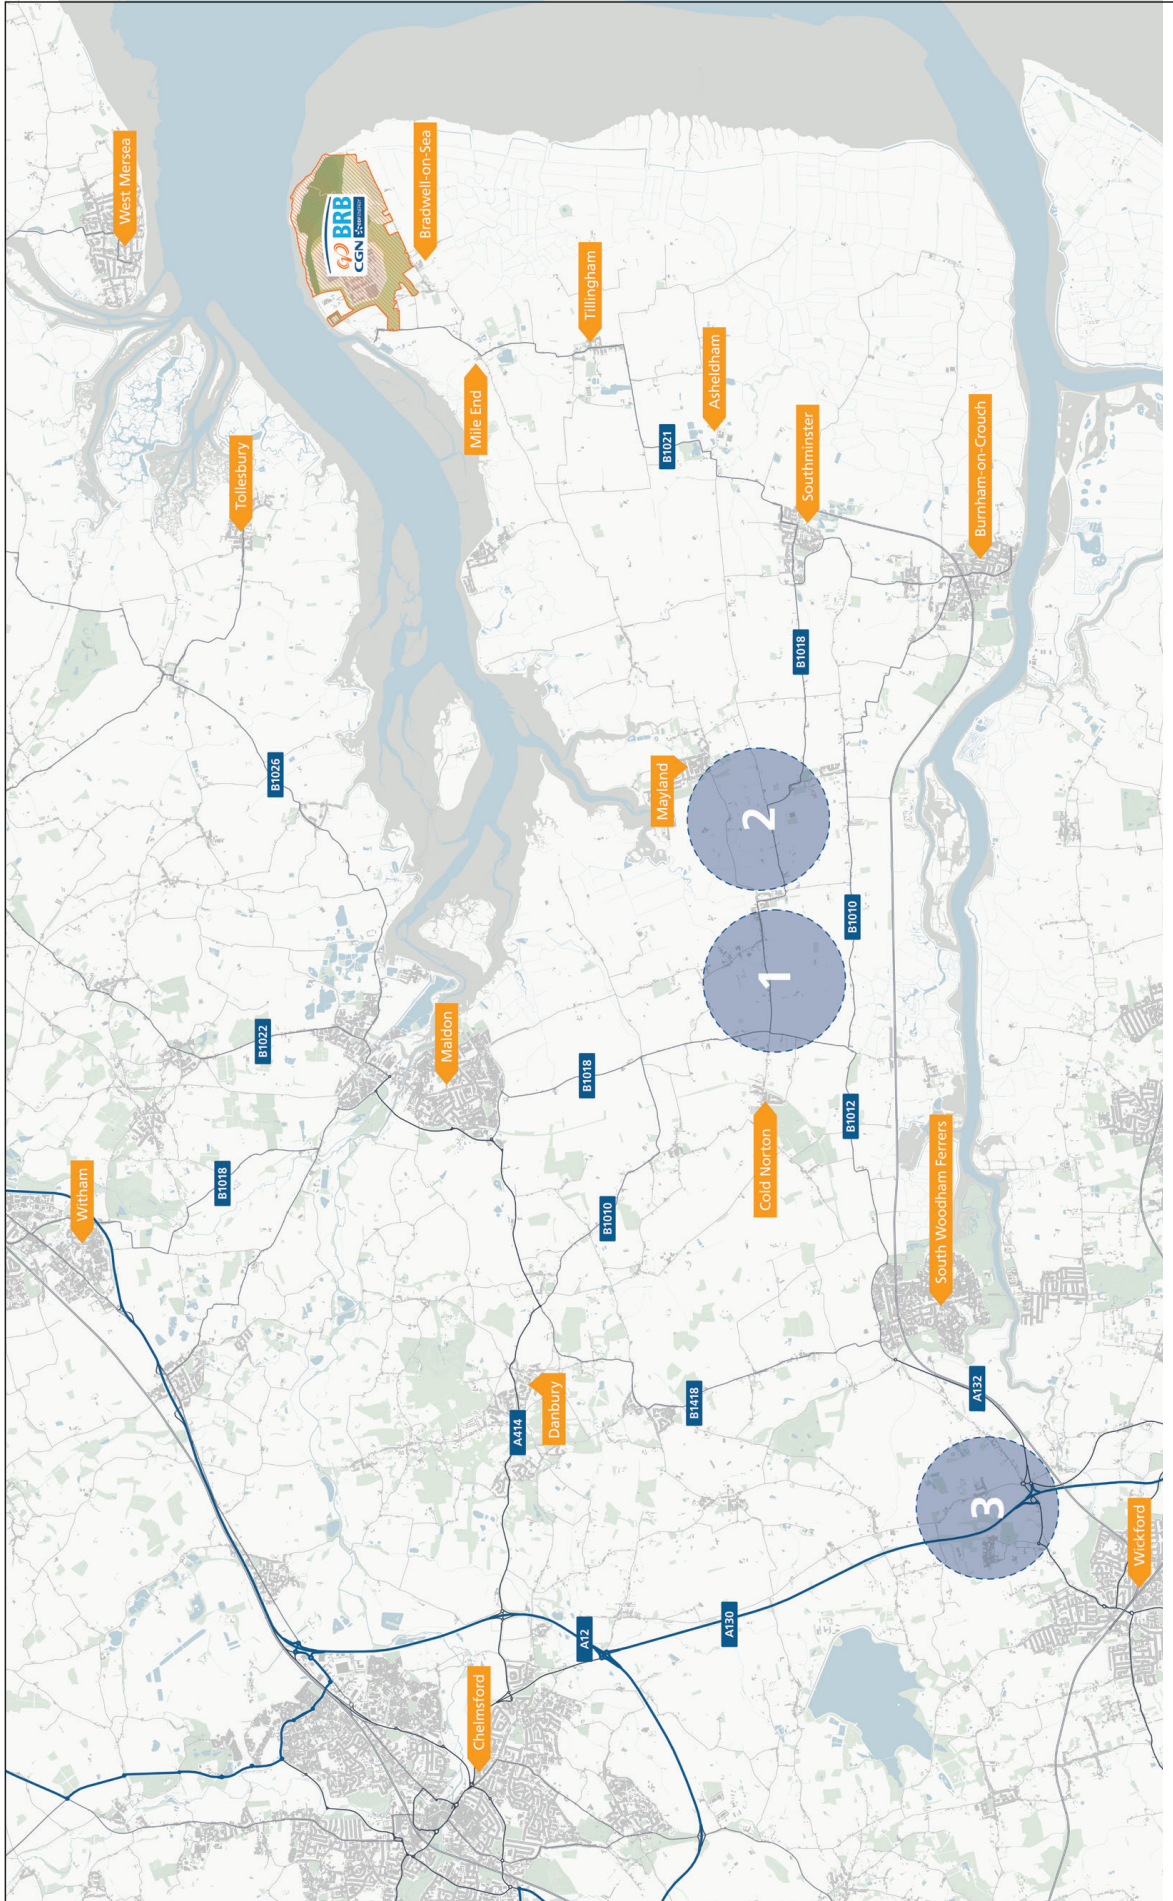 Witham
West Mersea
B1018
Tollesbury
B1022
B1026
BRB
CGN
Bradwell-on-Sea
Maldon
Chelmsford
Mile End
A414
Danbury
A12
B1018
Tillingham
B1010
Mayland
B1021
B1418
Asheldham
A130
Cold Norton
2
1
B1018
Southminster
B1012
B1010
South Woodham Ferrers
A132
Burnham-on-Crouch
3
Wickford